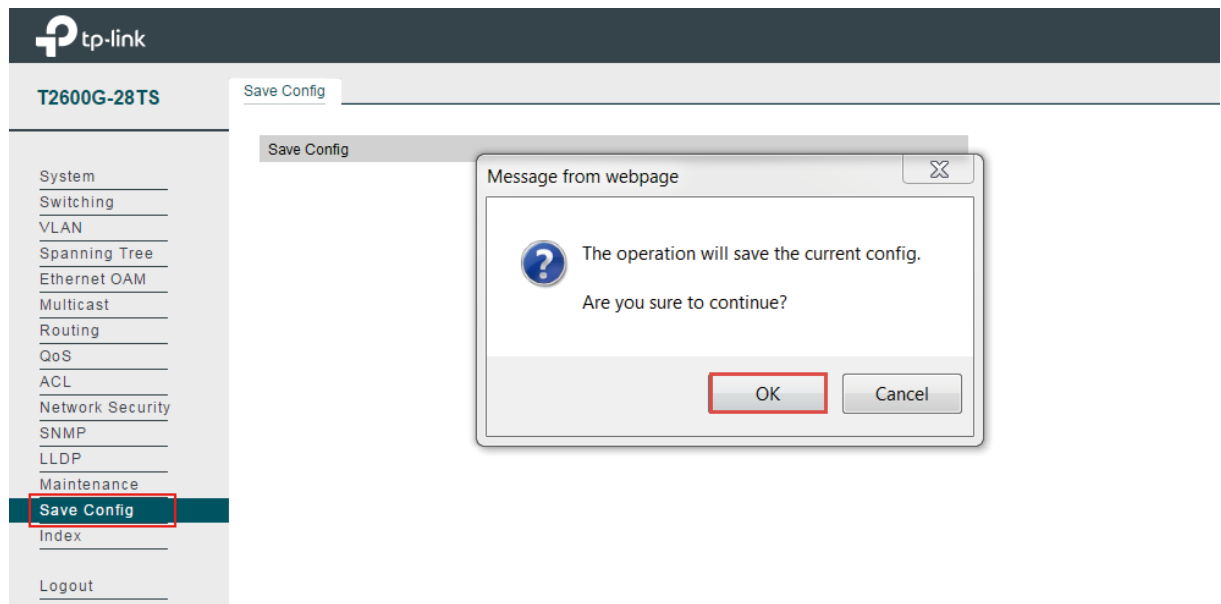 tp-link
T2600G-28TS
Save Config
Save Config
System
Switching
VLAN
Spanning Tree
Ethernet OAM
Multicast
Routing
QoS
ACL
Network Security
SNMP
LLDP
Maintenance
Save Config
Index
Logout
Message from webpage
The operation will save the current config.
Are you sure to continue?
OK
Cancel